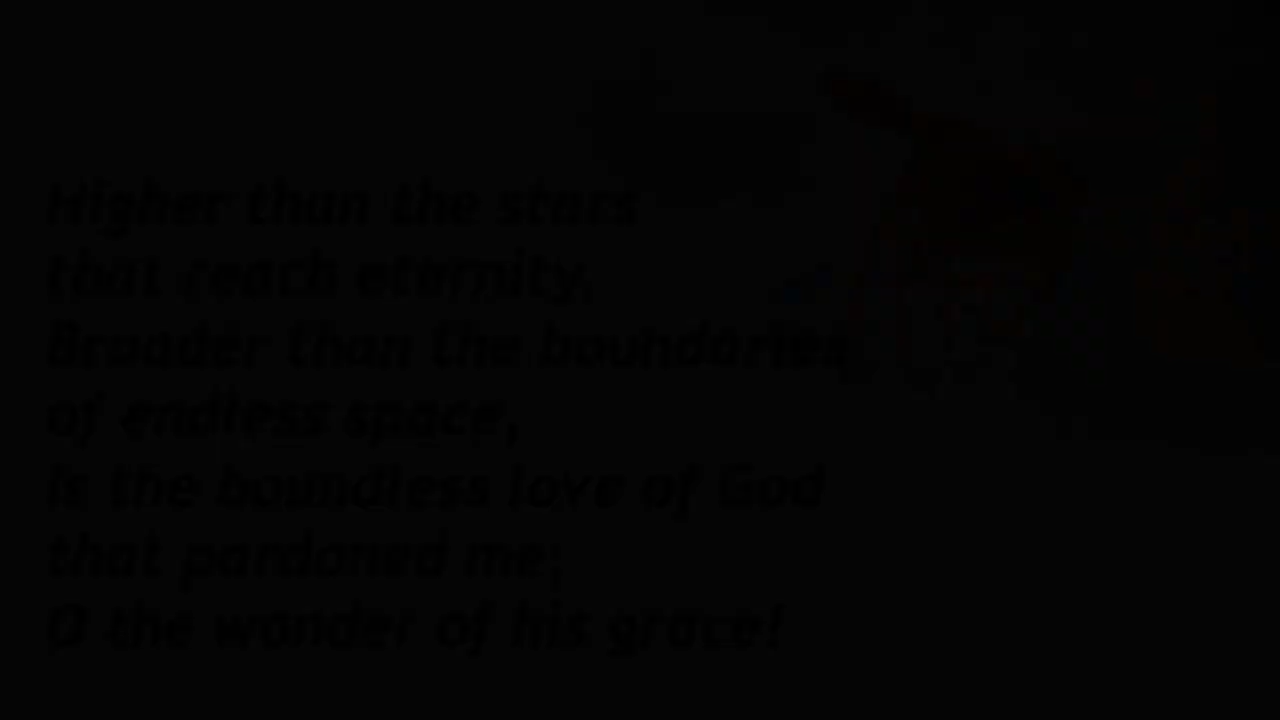 Higher than the stars
that reach eternity,
Broader than the boundaries
of endless space,
is the boundless love of God
that pardoned me;
O the wonder of his grace!